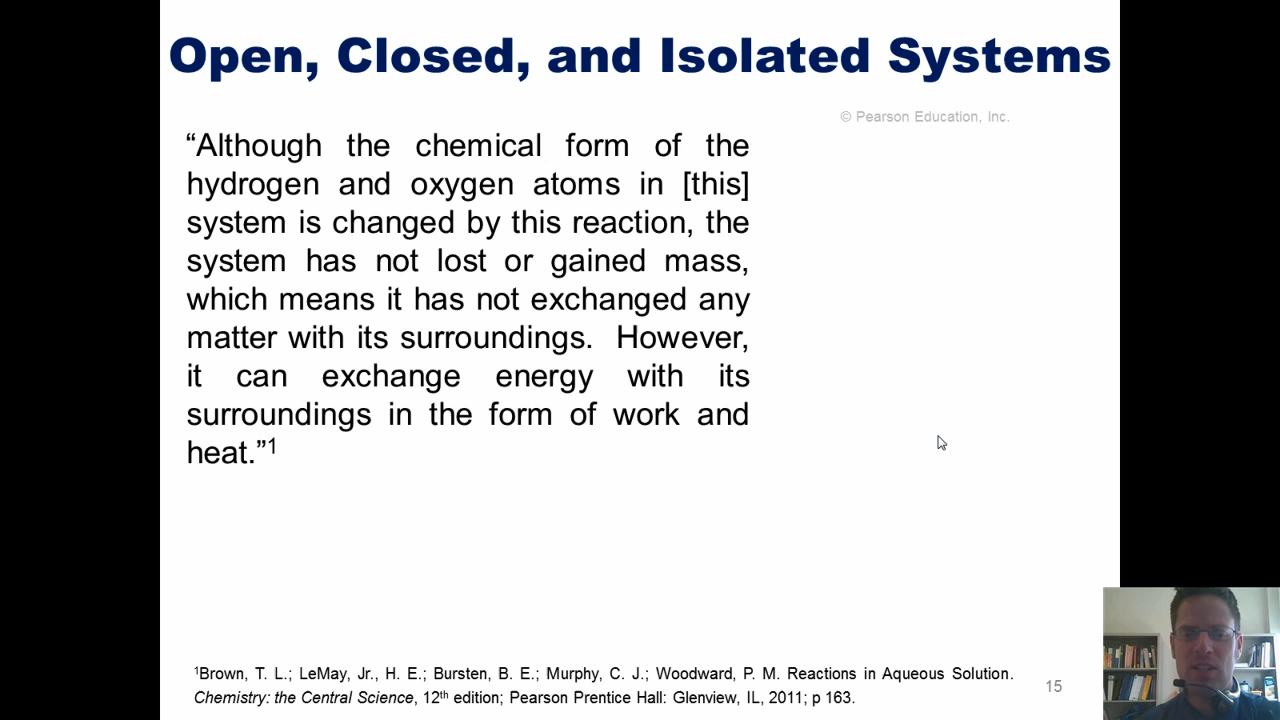 Open, Closed, and Isolated Systems
© Pearson Education, Inc.
“Although the chemical form of the
hydrogen and oxygen atoms in [this]
system is changed by this reaction, the
system has not lost or gained mass,
which means it has not exchanged any
matter with its surroundings. However,
it can exchange energy with its
surroundings in the form of work and
heat.”1
1Brown, T. L.; LeMay, Jr., H. E.; Bursten, B. E.; Murphy, C. J.; Woodward, P. M. Reactions in Aqueous Solution.
Chemistry: the Central Science, 12th edition; Pearson Prentice Hall: Glenview, IL, 2011; p 163.
15